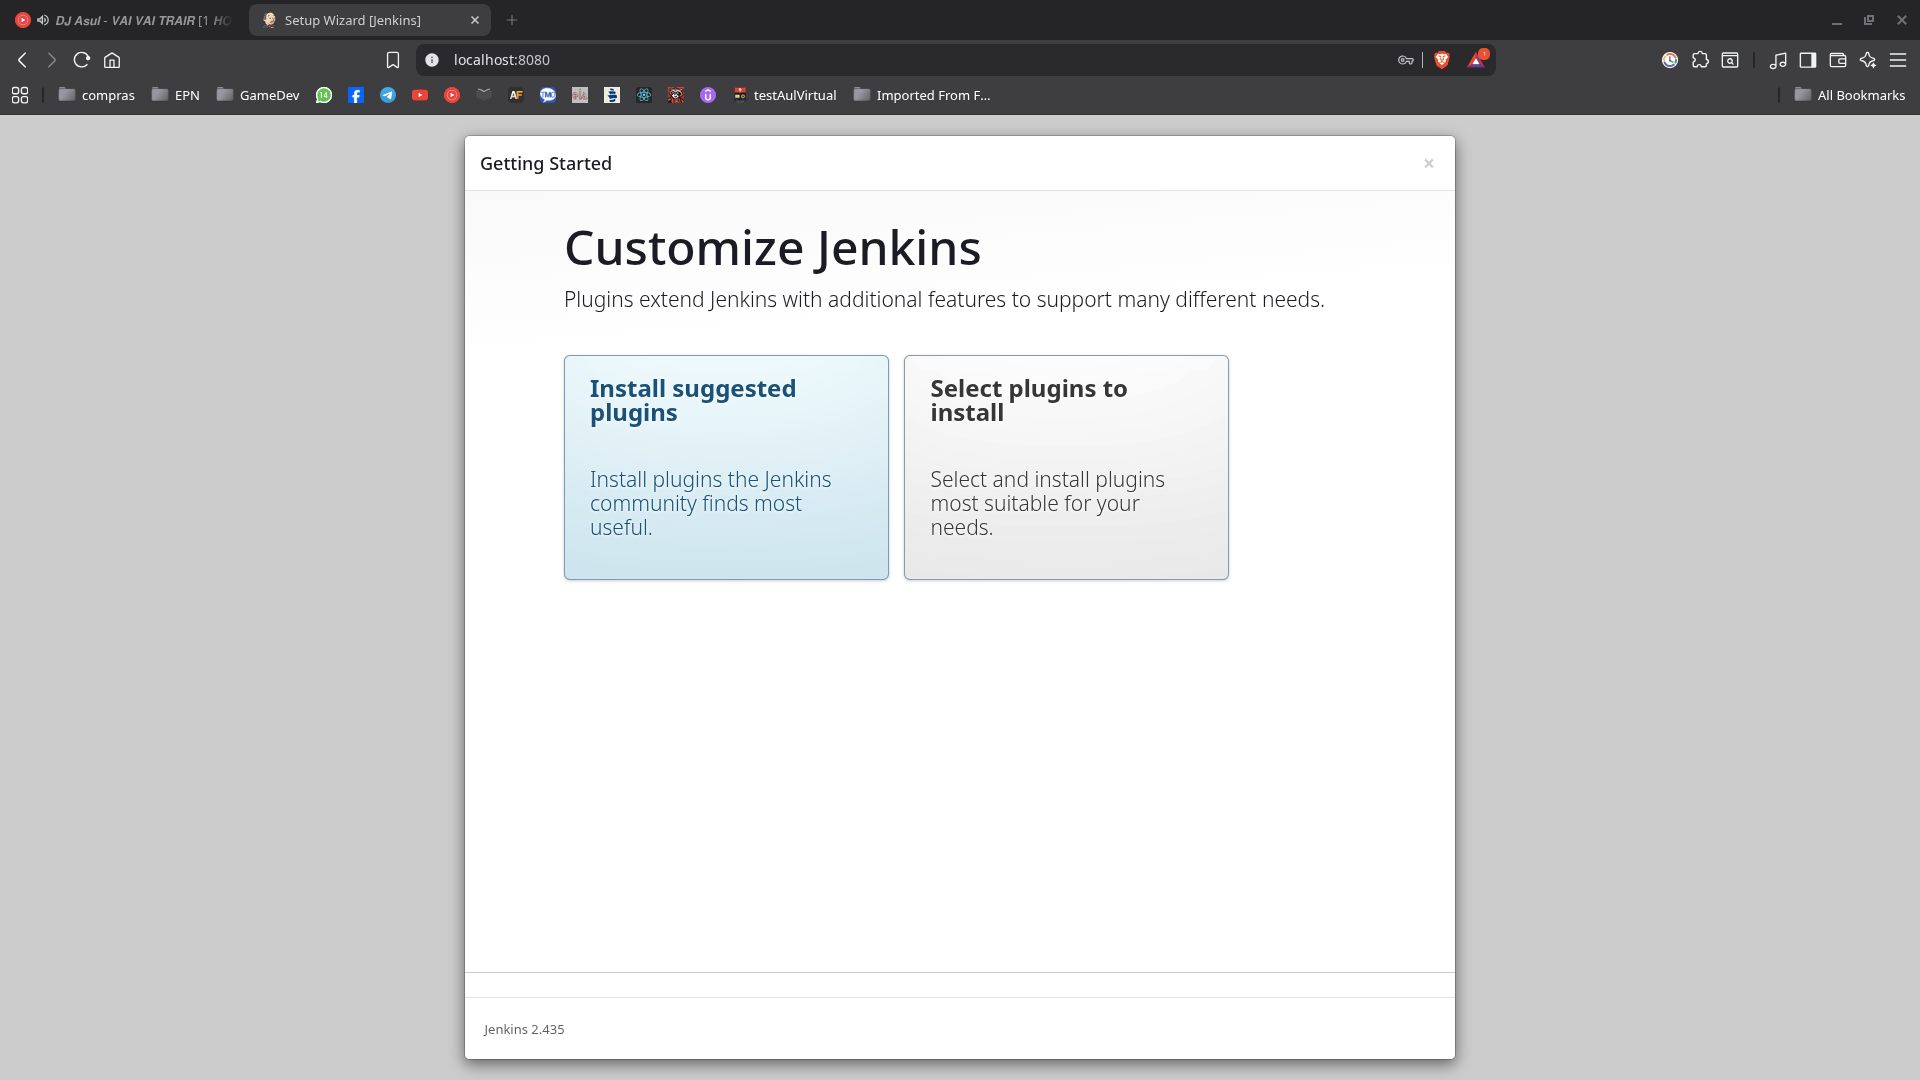 DJ Asul - VAI VAI TRAIR [1 HO
Setup Wizard [Jenkins]
localhost:8080
1
compras
EPN
GameDev
14
AF
testAulVirtual
Imported From F...
All Bookmarks
Getting Started
Customize Jenkins
Plugins extend Jenkins with additional features to support many different needs.
Install suggested
plugins
Install plugins the Jenkins
community finds most
useful.
Select plugins to
install
Select and install plugins
most suitable for your
needs.
Jenkins 2.435